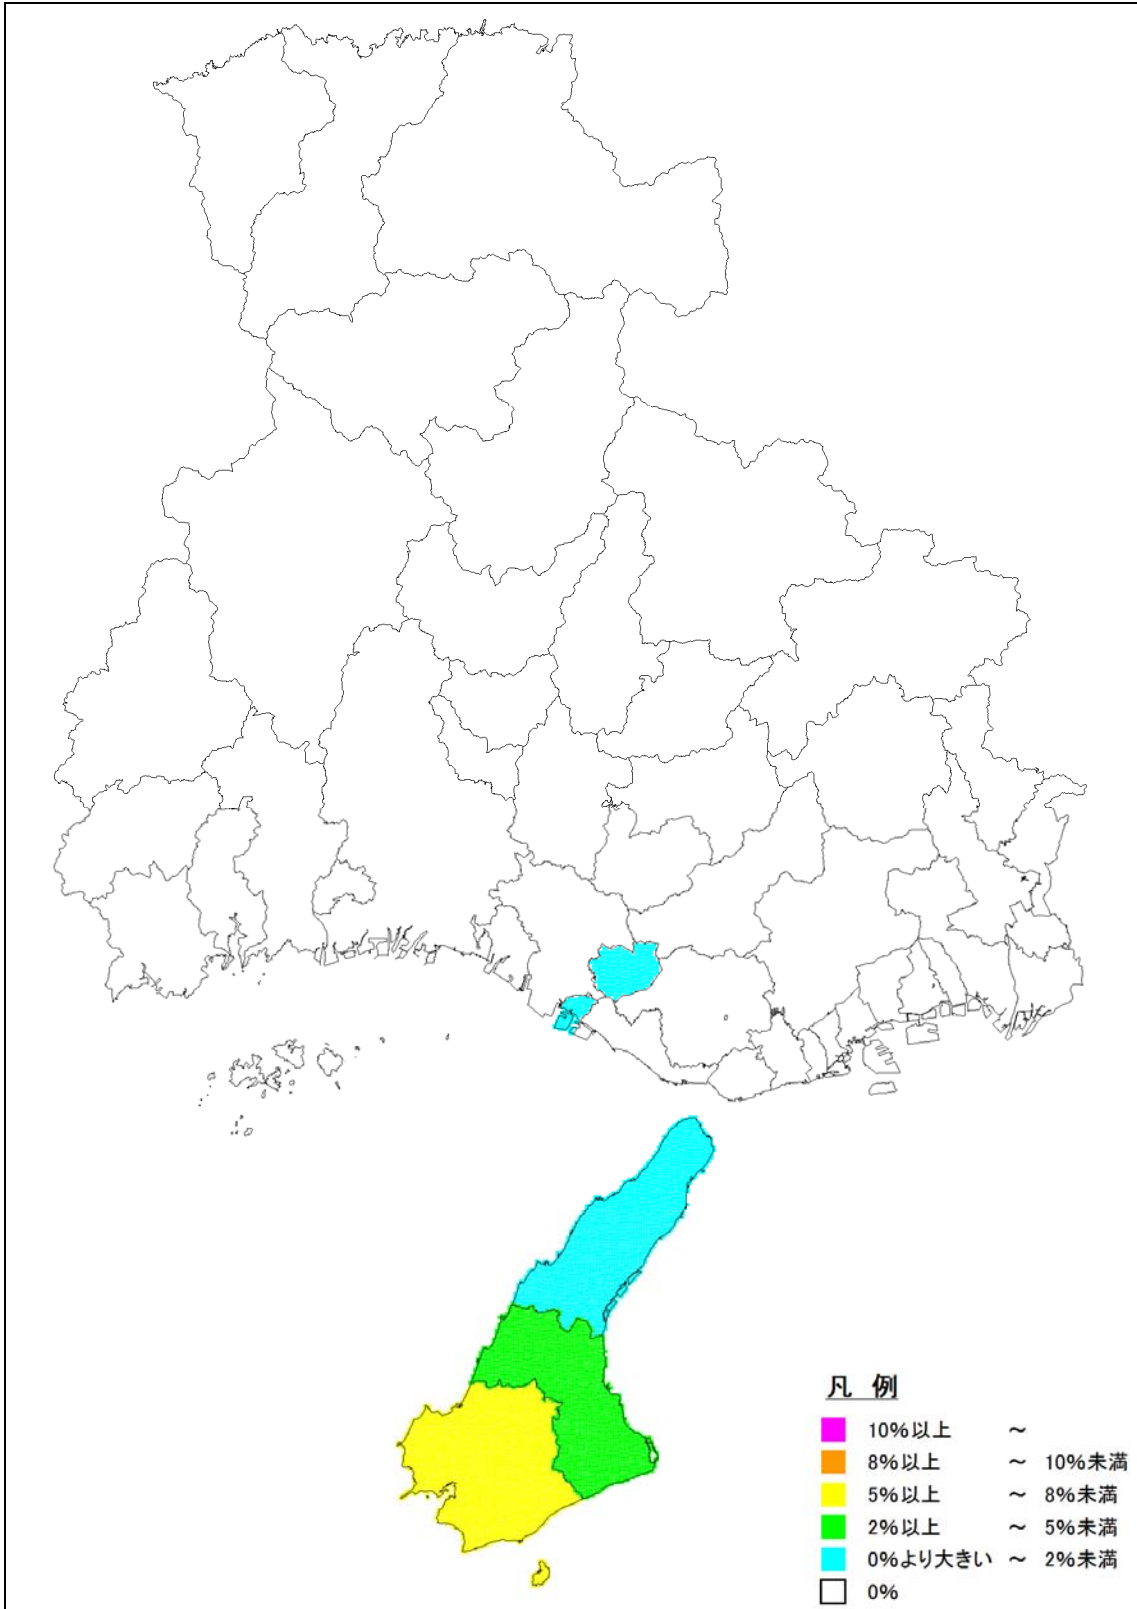 凡 例
10%以上 ～
8%以上 ～ 10%未満
5%以上 ～ 8%未満
2%以上 ～ 5%未満
0%より大きい ～ 2%未満
0%